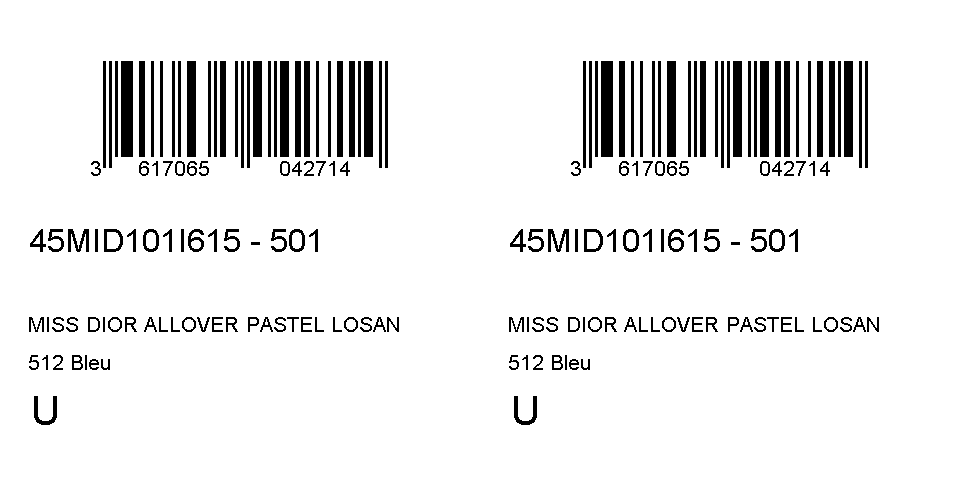 3 617065 042714
45MID101I615 - 501
MISS DIOR ALLOVER PASTEL LOSAN
512 Bleu
U
3 617065 042714
45MID101I615 - 501
MISS DIOR ALLOVER PASTEL LOSAN
512 Bleu
U